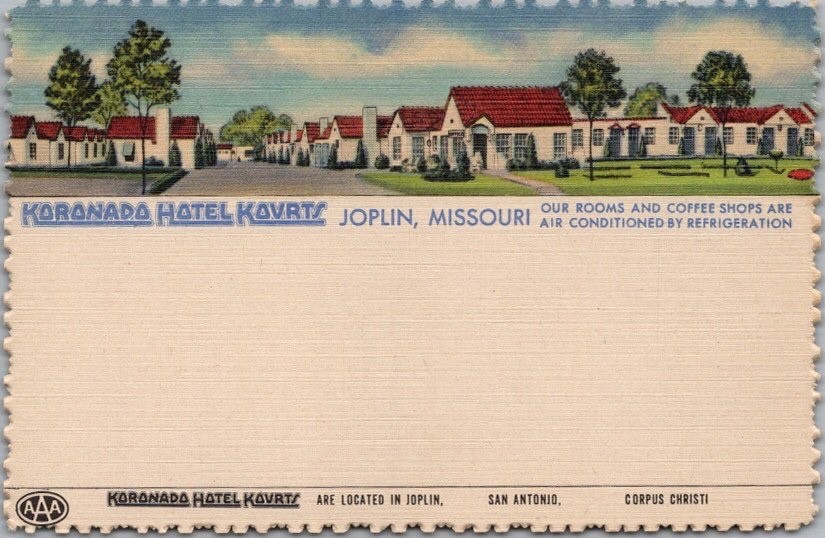 KORONADO HOTEL KOVRTS JOPLIN, MISSOURI OUR ROOMS AND COFFEE SHOPS ARE
AIR CONDITIONED BY REFRIGERATION
AAA KORONADO HOTEL KOVRTS ARE LOCATED IN JOPLIN, SAN ANTONIO, CORPUS CHRISTI